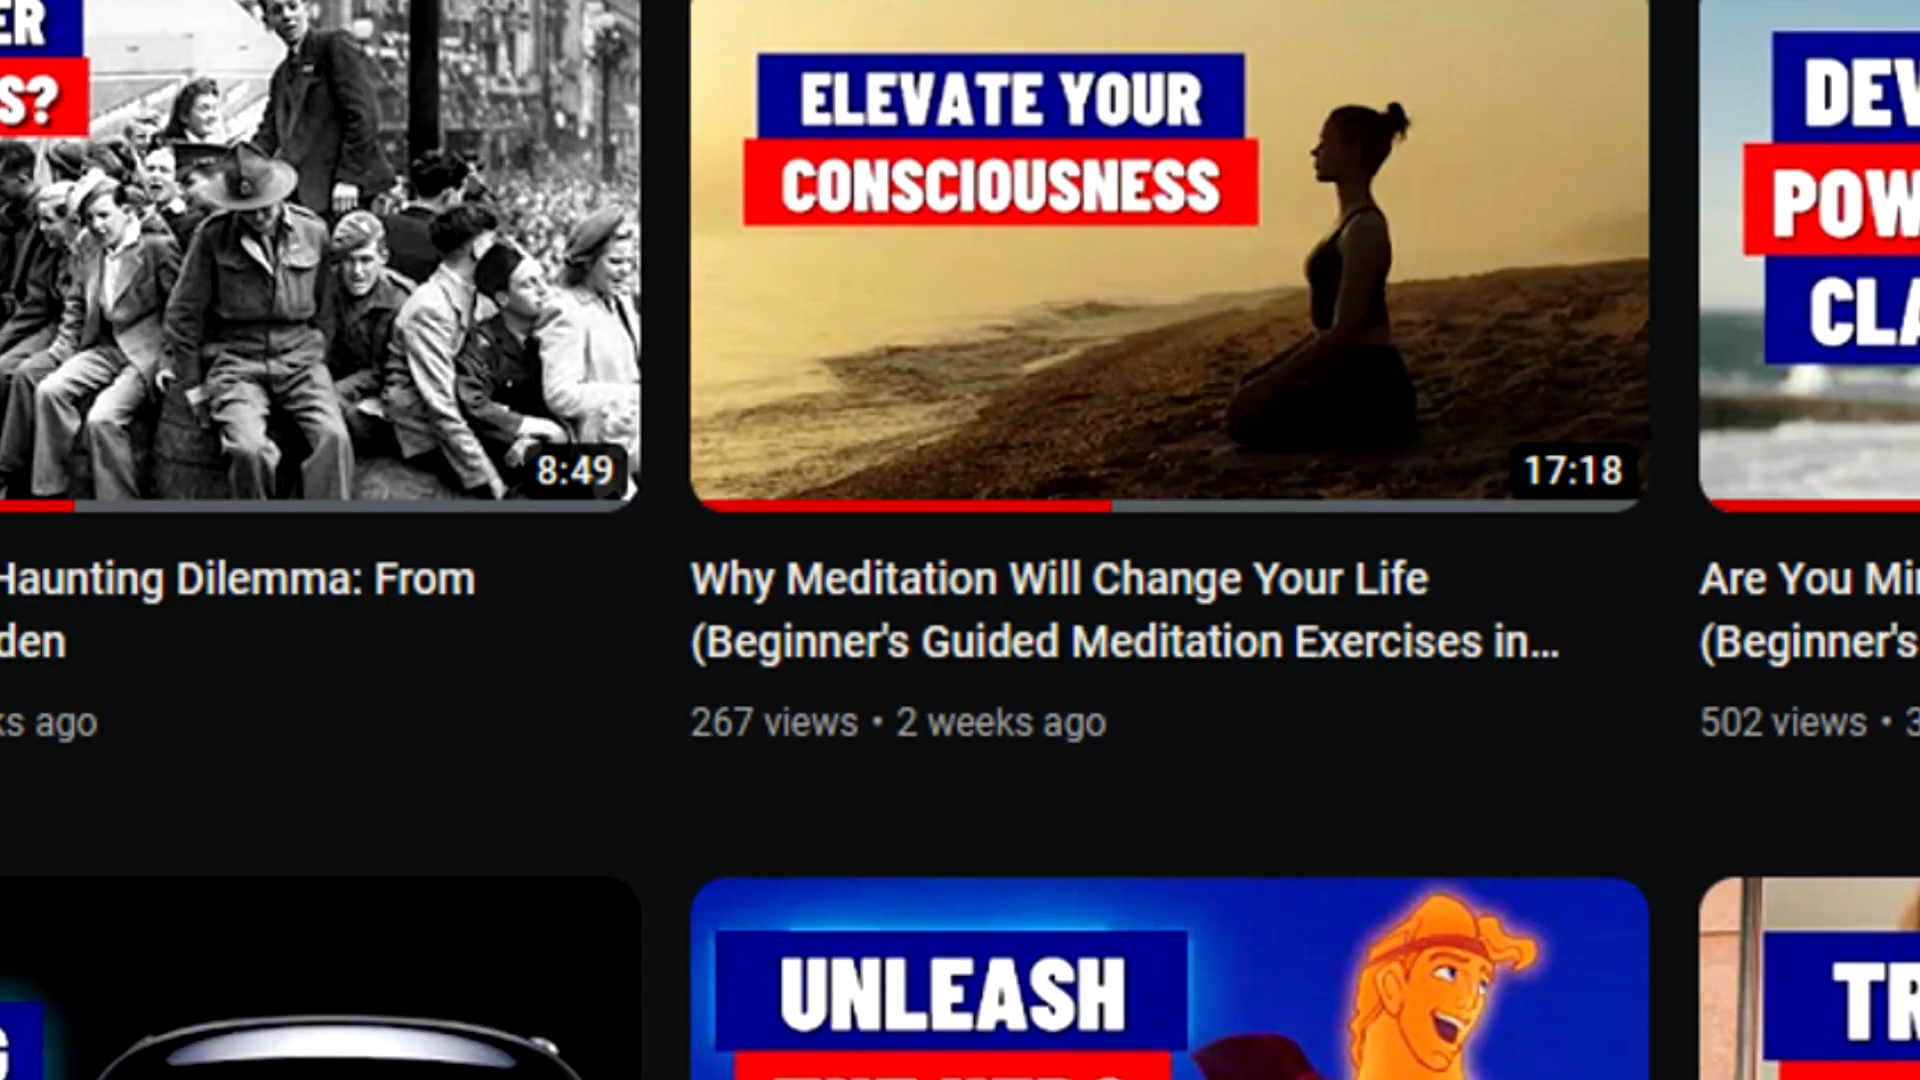 ER
S?
8:49
Haunting Dilemma: From
den
ks ago
ELEVATE YOUR
CONSCIOUSNESS
17:18
Why Meditation Will Change Your Life
(Beginner's Guided Meditation Exercises in...
267 views • 2 weeks ago
DEV
POW
CLA
Are You Mi
(Beginner's
502 views • 3
G
UNLEASH
TR